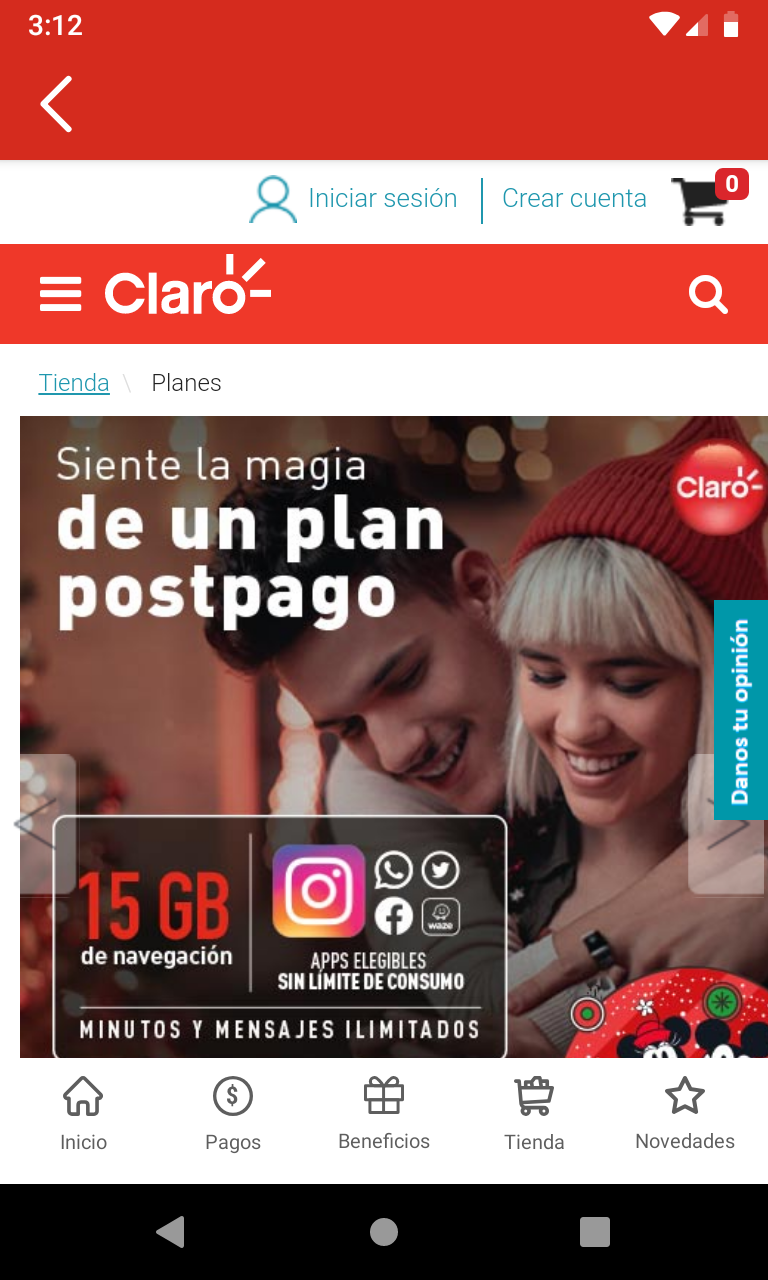 3:12
Iniciar sesión
Crear cuenta
0
Claro
Tienda \ Planes
Siente la magia
de un plan
postpago
Claro
Danos tu opinión
15 GB
de navegación
waze
APPS ELEGIBLES
SIN LÍMITE DE CONSUMO
MINUTOS Y MENSAJES ILIMITADOS
Inicio
Pagos
Beneficios
Tienda
Novedades